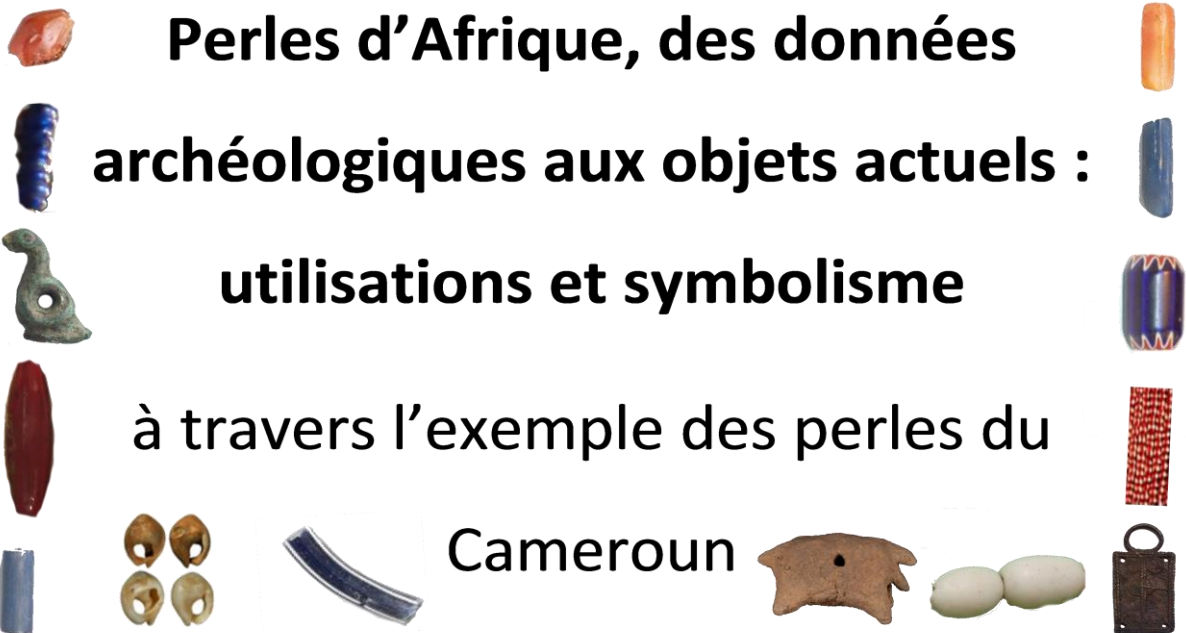 Perles d’Afrique, des données
archéologiques aux objets actuels :
utilisations et symbolisme
à travers l’exemple des perles du
Cameroun